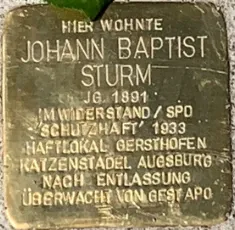 HIER WOHNTE
JOHANN BAPTIST
STURM
JG. 1891
IM WIDERSTAND / SPD
'SCHUTZHAFT' 1933
HAFTLOKAL GERSTHOFEN
KATZENSTADEL AUGSBURG
NACH ENTLASSUNG
ÜBERWACHT VON GESTAPO